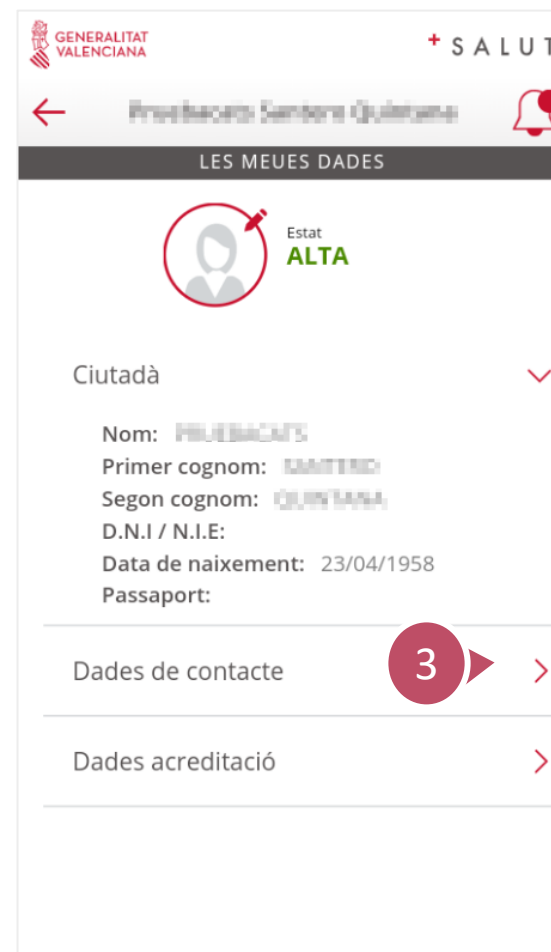 GENERALITAT
VALENCIANA
+ SALUT
LES MEUES DADES
Estat
ALTA
Ciutadà
Nom:
Primer cognom:
Segon cognom:
D.N.I / N.I.E:
Data de naixement: 23/04/1958
Passaport:
Dades de contacte
3
Dades acreditació